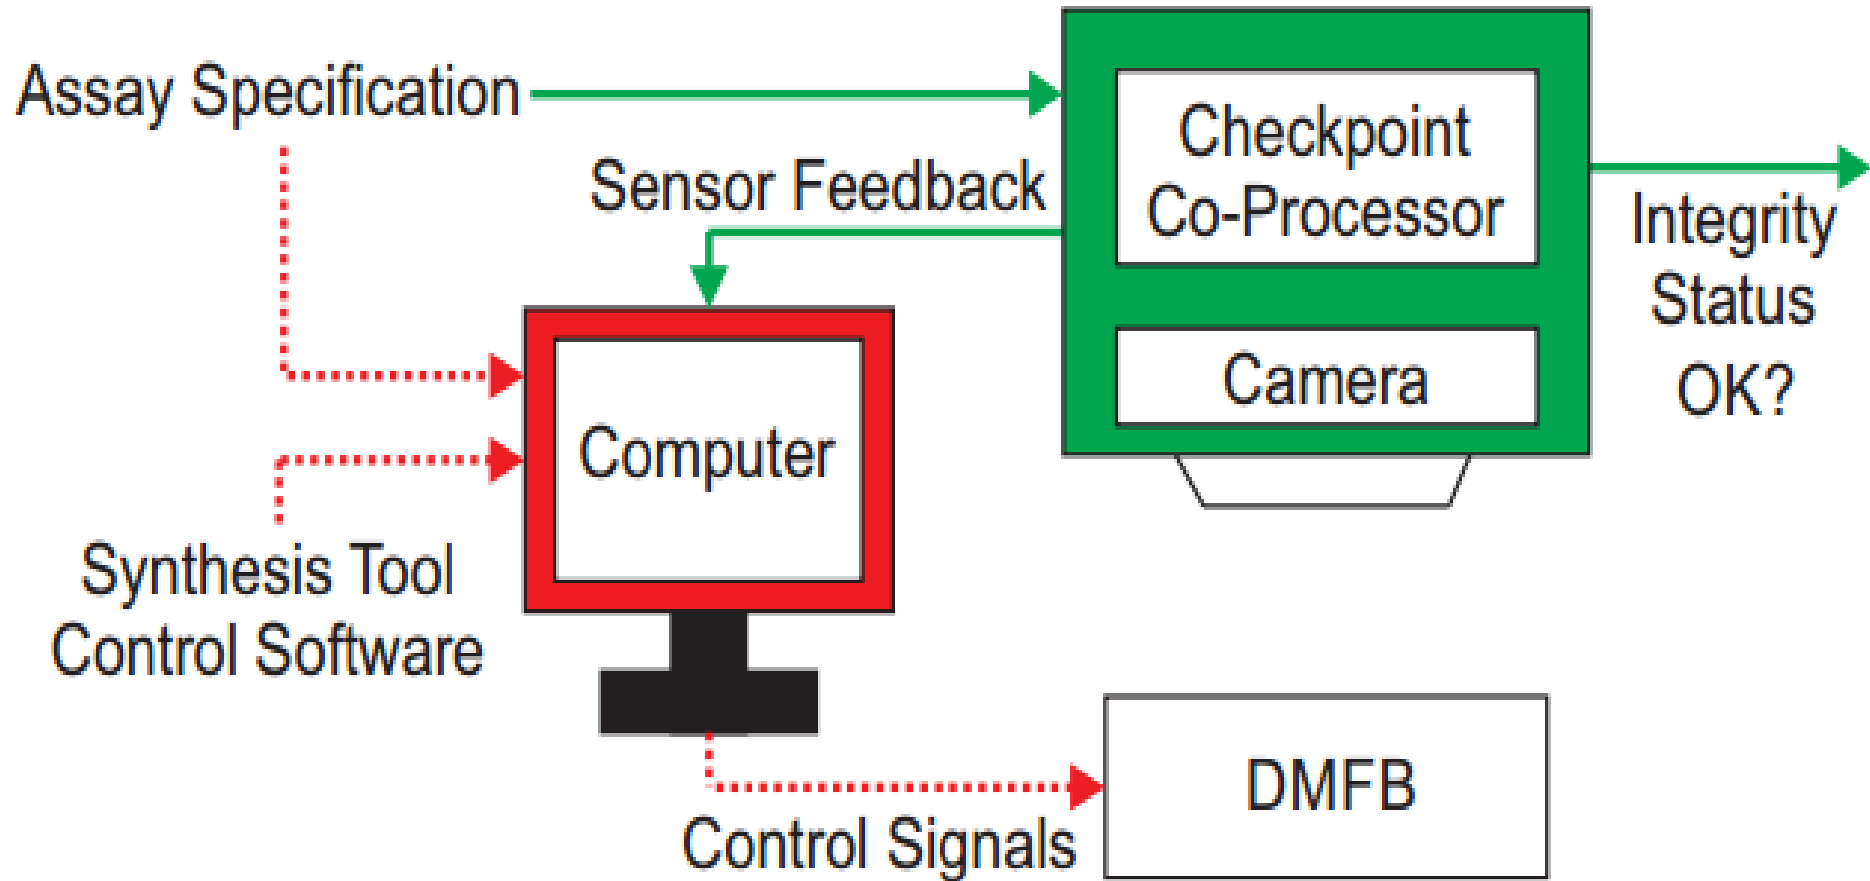 Assay Specification
Sensor Feedback
Checkpoint
Co-Processor
Camera
Integrity
Status
OK?
Computer
Synthesis Tool
Control Software
Control Signals
DMFB